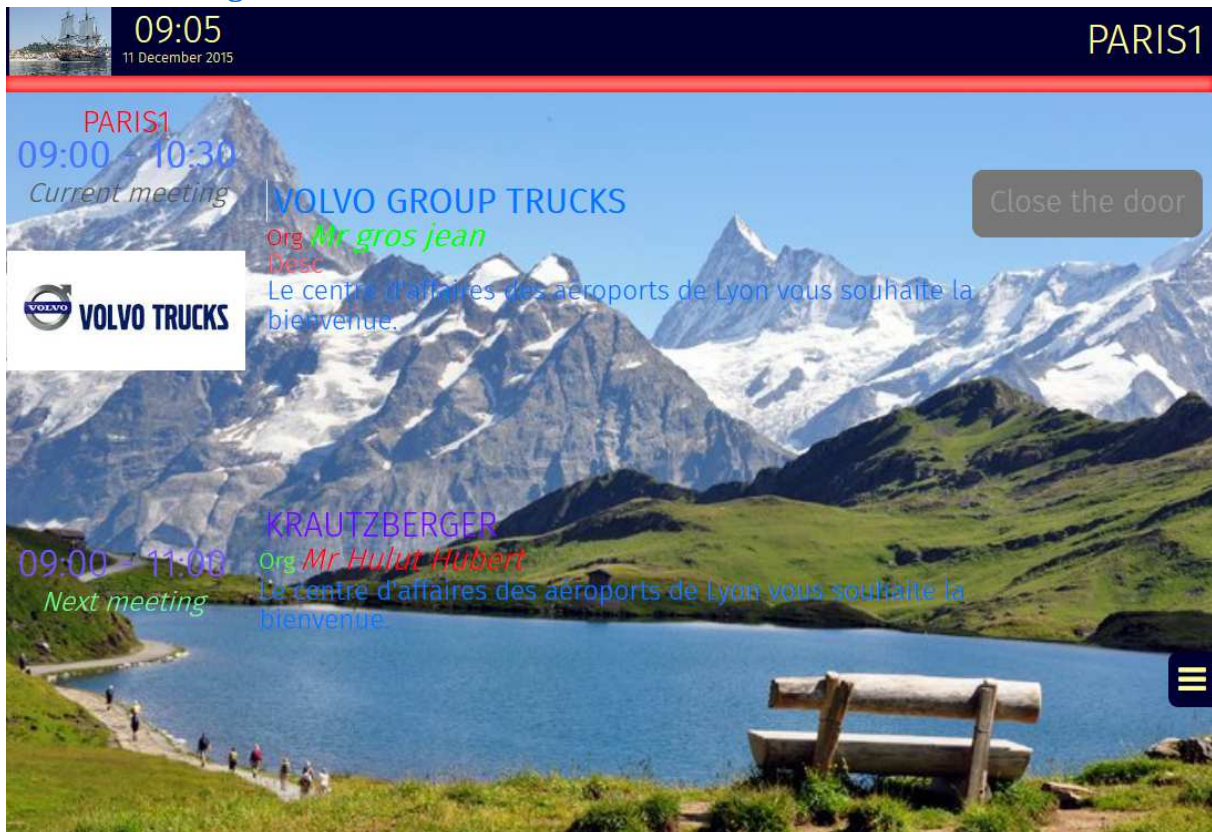 09:05
11 December 2015
PARIS1
PARIS1
09:00 - 10:30
Current meeting
VOLVO GROUP TRUCKS
Org Mr gros jean
Desc
Le centre d'affaires des aéroports de Lyon vous souhaite la
bienvenue.
Close the door
VOLVO
VOLVO TRUCKS
KRAUTZBERGER
09:00 - 11:00
Org Mr Hulut Hubert
Next meeting
Le centre d'affaires des aéroports de Lyon vous souhaite la
bienvenue.